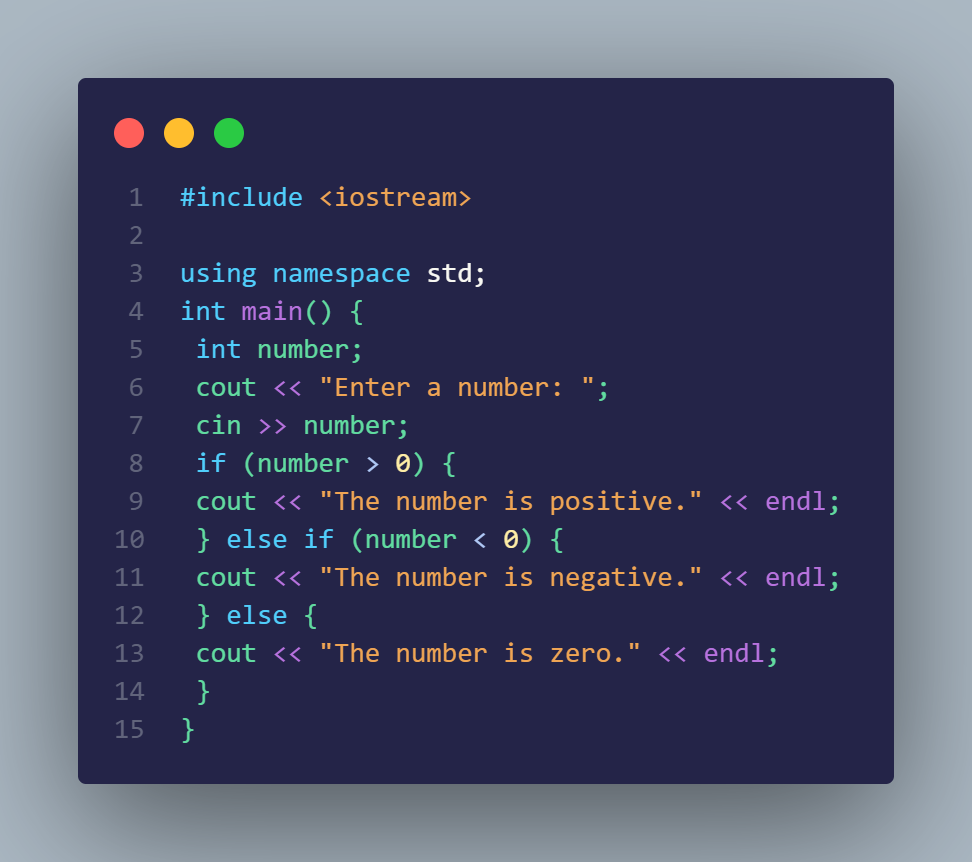 1 #include <iostream>
2
3 using namespace std;
4 int main() {
5  int number;
6  cout << "Enter a number: ";
7  cin >> number;
8  if (number > 0) {
9  cout << "The number is positive." << endl;
10  } else if (number < 0) {
11  cout << "The number is negative." << endl;
12  } else {
13  cout << "The number is zero." << endl;
14  }
15 }